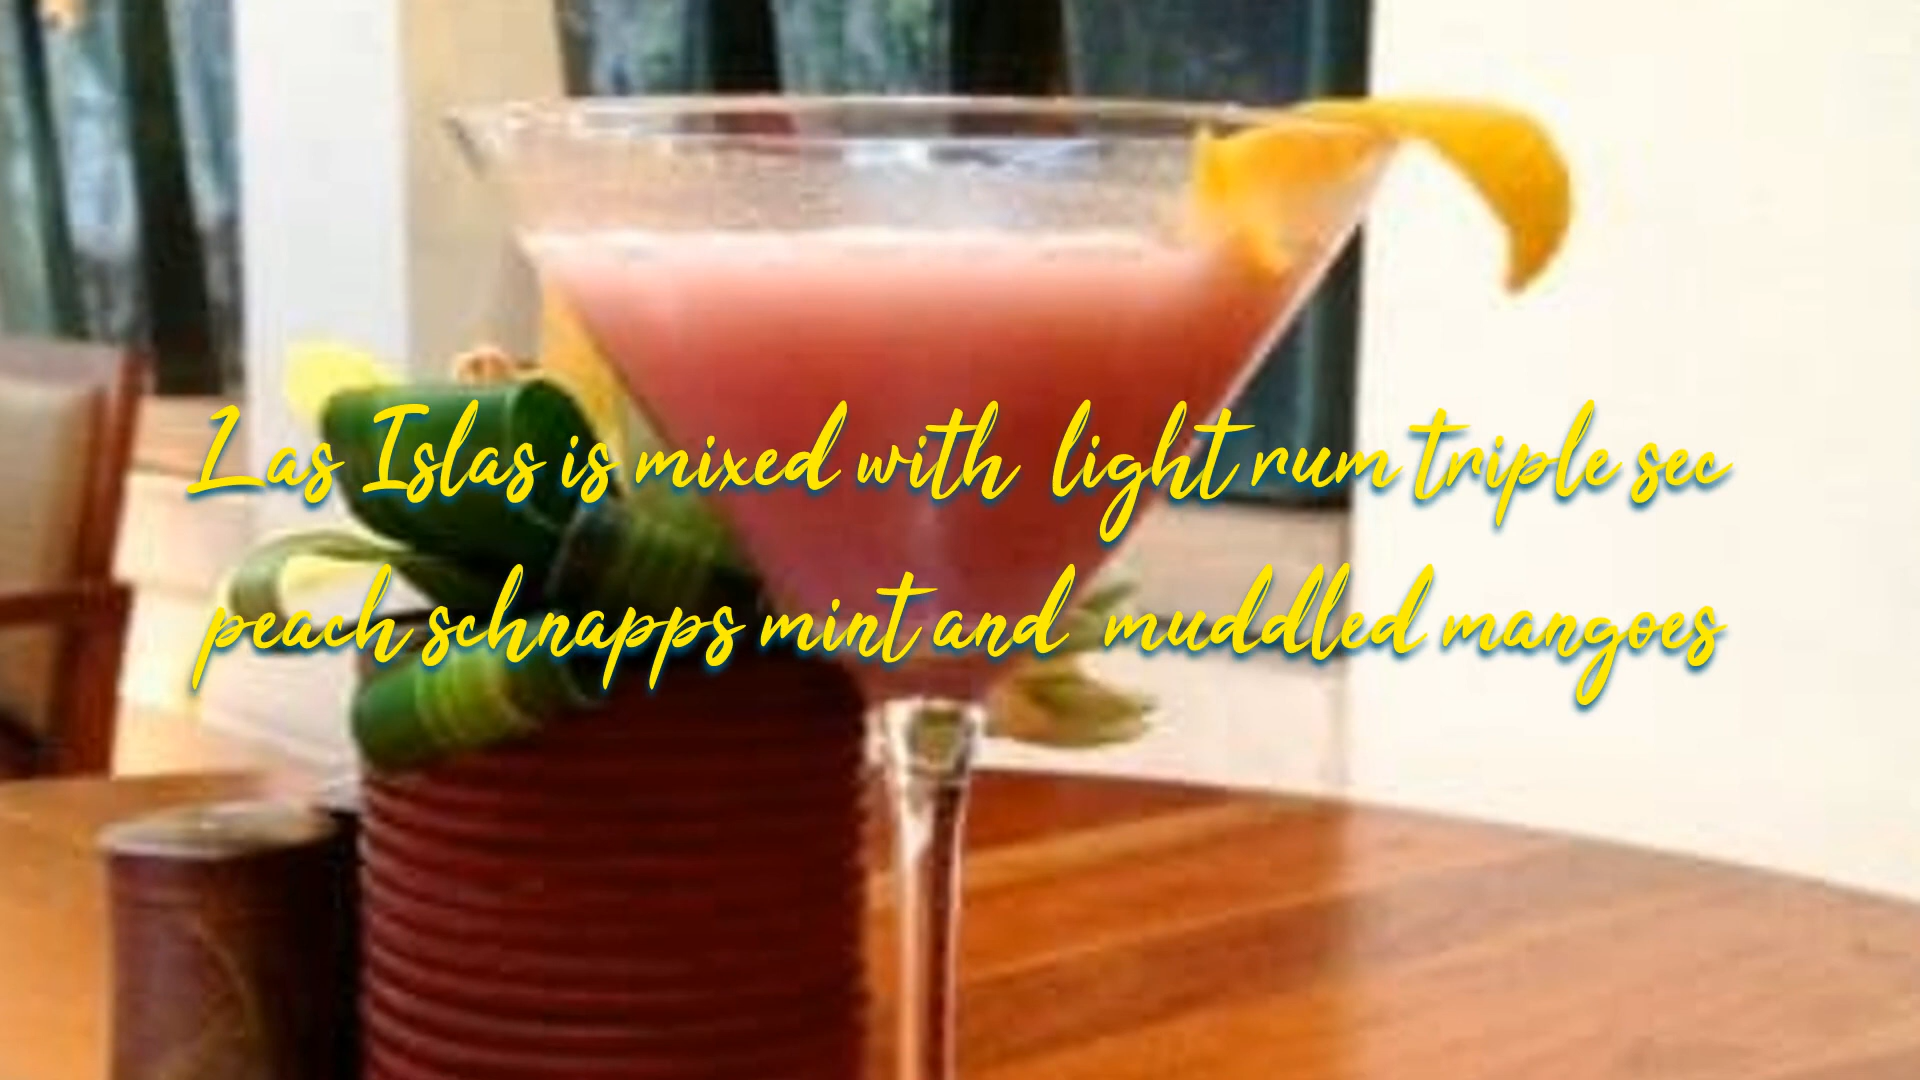 Las Islas is mixed with light rum triple sec
peach schnapps mint and muddled mangoes